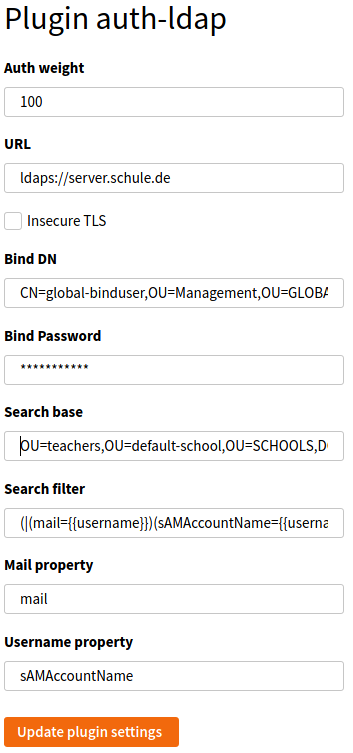 Plugin auth-ldap
Auth weight
100
URL
ldaps://server.schule.de
Insecure TLS
Bind DN
CN=global-binduser,OU=Management,OU=GLOBA
Bind Password
***********
Search base
OU=teachers,OU=default-school,OU=SCHOOLS,D
Search filter
(|(mail={{username}})(sAMAccountName={{userna
Mail property
mail
Username property
sAMAccountName
Update plugin settings